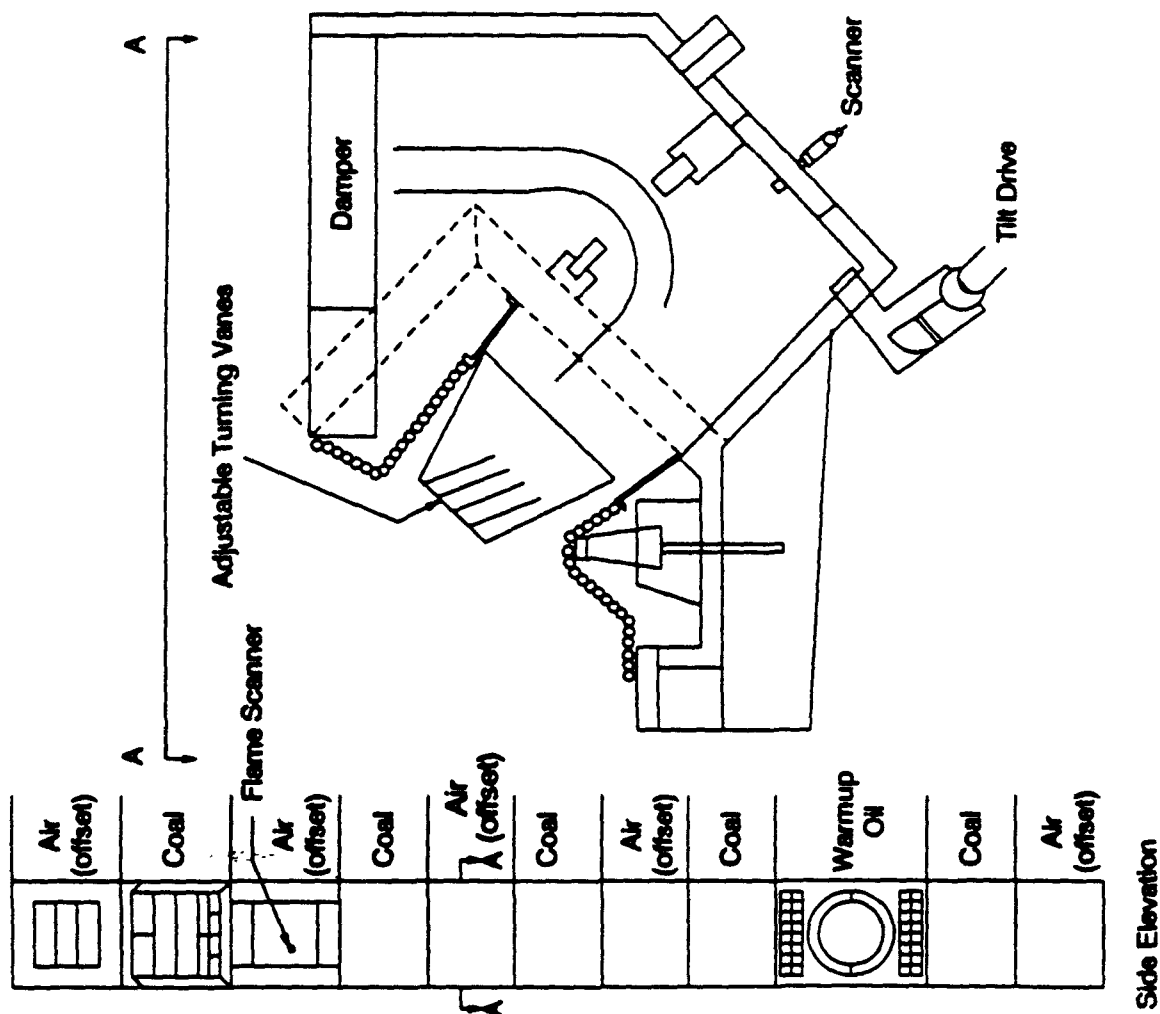 A
A
Damper
Scanner
Tilt Drive
Adjustable Turning Vanes
Flame Scanner
Air
(offset)
Coal
Air
(offset)
Coal
Air
(offset)
A
A
Coal
Air
(offset)
Coal
Warmup
Oil
Coal
Air
(offset)
Side Elevation